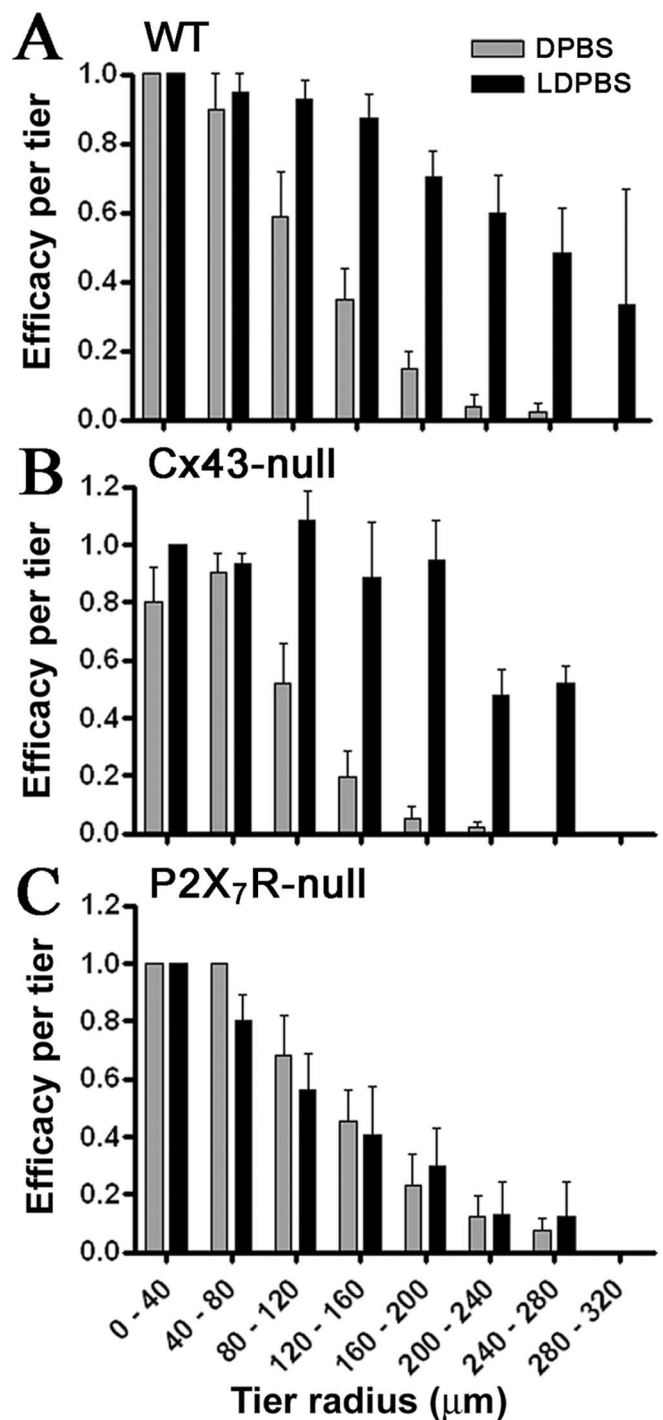 A WT
DPBS
LDPBS
1.0
0.8
0.6
0.4
0.2
0.0
Efficacy per tier
B Cx43-null
1.2
1.0
0.8
0.6
0.4
0.2
0.0
Efficacy per tier
C P2X₇R-null
1.2
1.0
0.8
0.6
0.4
0.2
0.0
Efficacy per tier
0 - 40
40 - 80
80 - 120
120 - 160
160 - 200
200 - 240
240 - 280
280 - 320
Tier radius (μm)